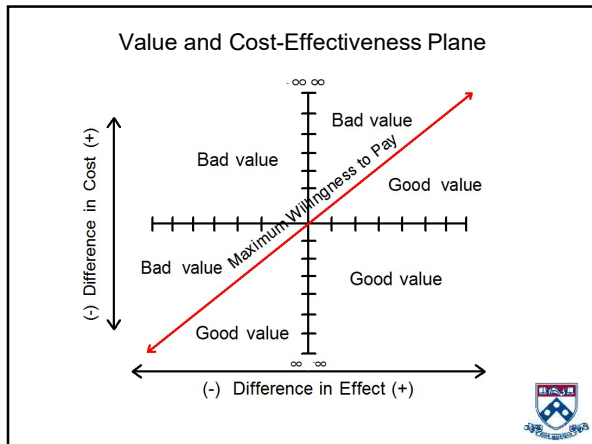 Value and Cost-Effectiveness Plane
- ∞ ∞
Bad value
Bad value
Maximum Willingness to Pay
Good value
(-) Difference in Cost (+)
Bad value
Good value
Good value
∞ -∞
(-) Difference in Effect (+)